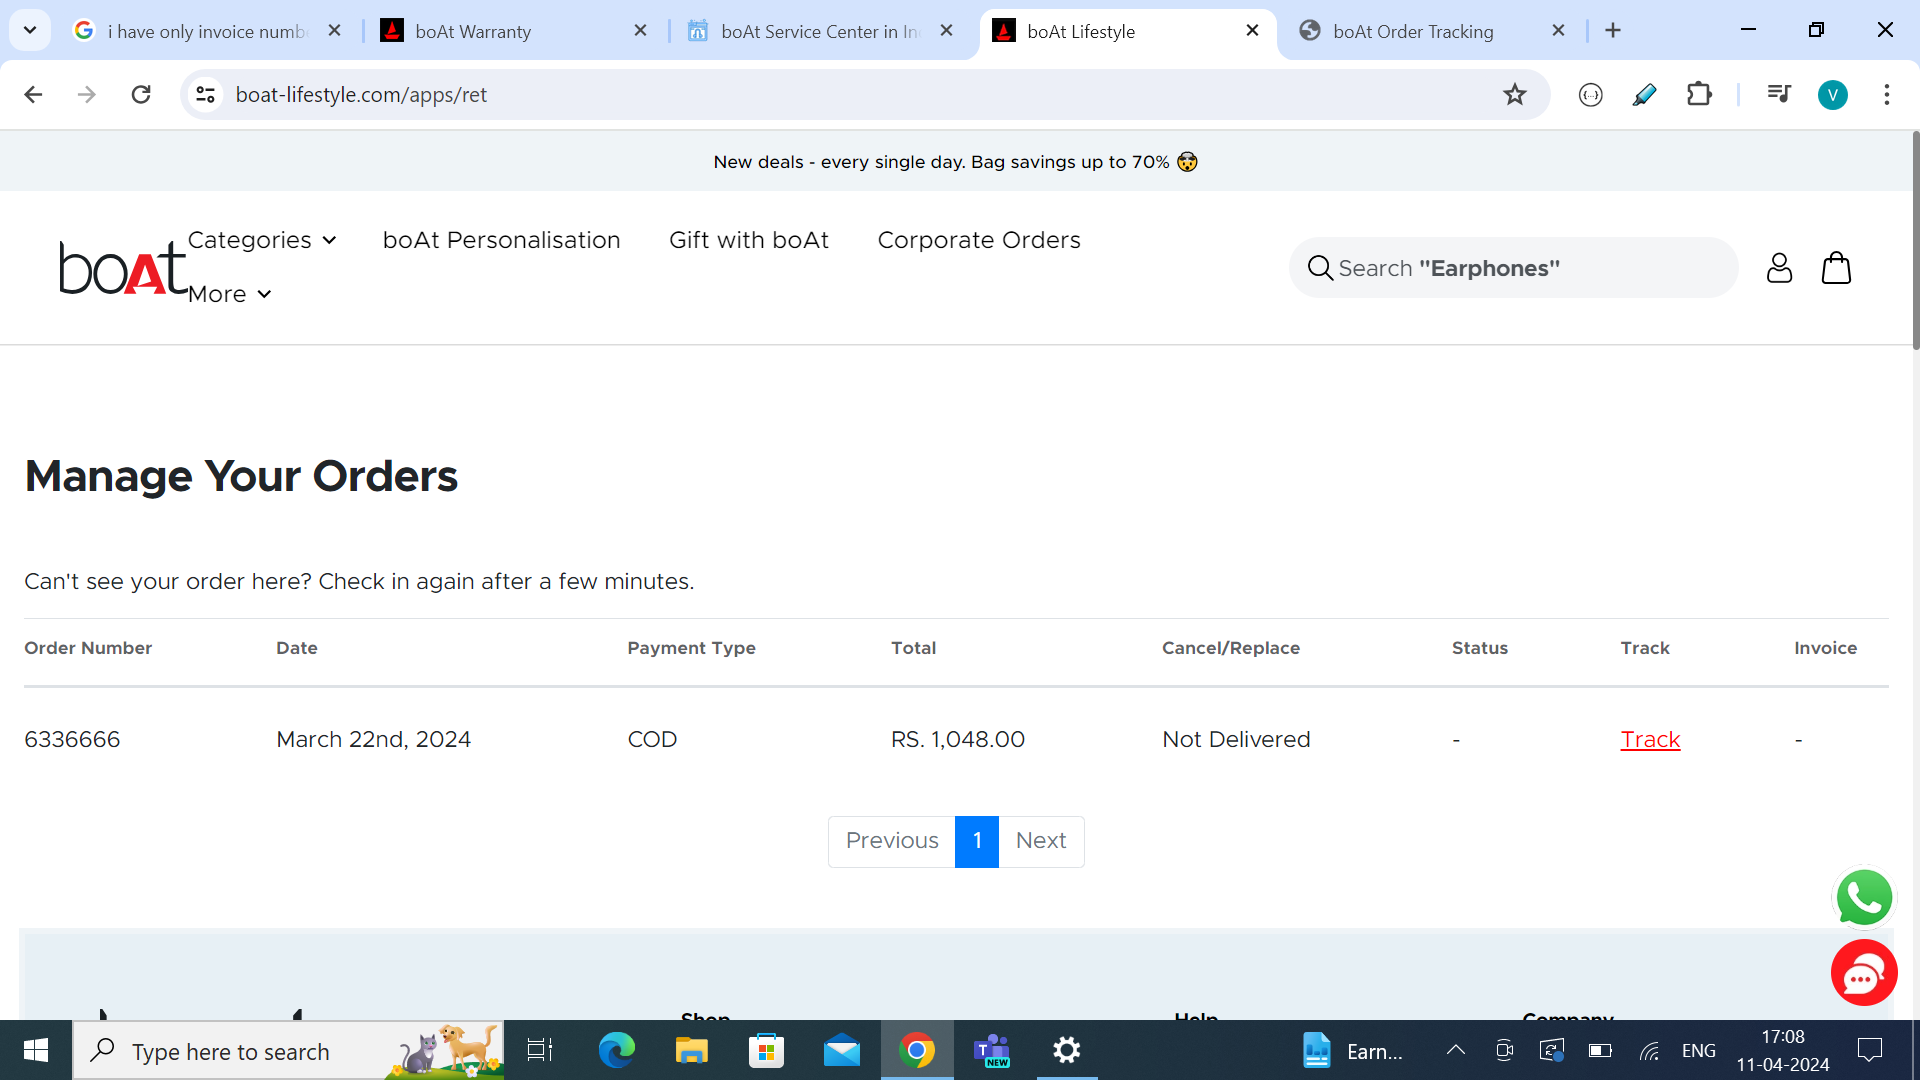 i have only invoice numb
boAt Warranty
boAt Service Center in In
boAt Lifestyle
boAt Order Tracking
boat-lifestyle.com/apps/ret
V
New deals - every single day. Bag savings up to 70% 🤯
boAt
Categories
boAt Personalisation
Gift with boAt
Corporate Orders
More
Search "Earphones"
Manage Your Orders
Can't see your order here? Check in again after a few minutes.
Order Number Date Payment Type Total Cancel/Replace Status Track Invoice
6336666 March 22nd, 2024 COD RS. 1,048.00 Not Delivered - Track -
Previous 1 Next
Shop Help Company
Type here to search
NEW
Earn...
ENG
17:08
11-04-2024